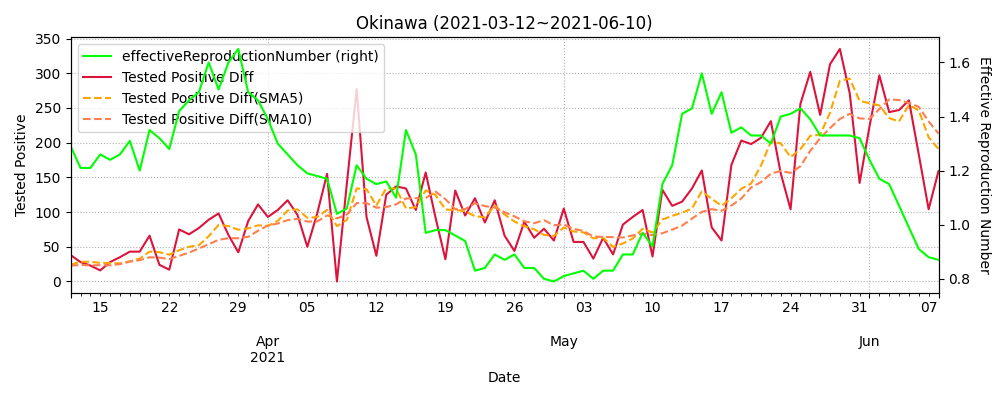 Okinawa (2021-03-12~2021-06-10)
effectiveReproductionNumber (right)
Tested Positive Diff
Tested Positive Diff(SMA5)
Tested Positive Diff(SMA10)
Tested Positive
350
300
250
200
150
100
50
0
1.6
1.4
1.2
1.0
0.8
Effective Reproduction Number
15 22 29 05 12 19 26 03 10 17 24 31 07
Apr May Jun
2021
Date